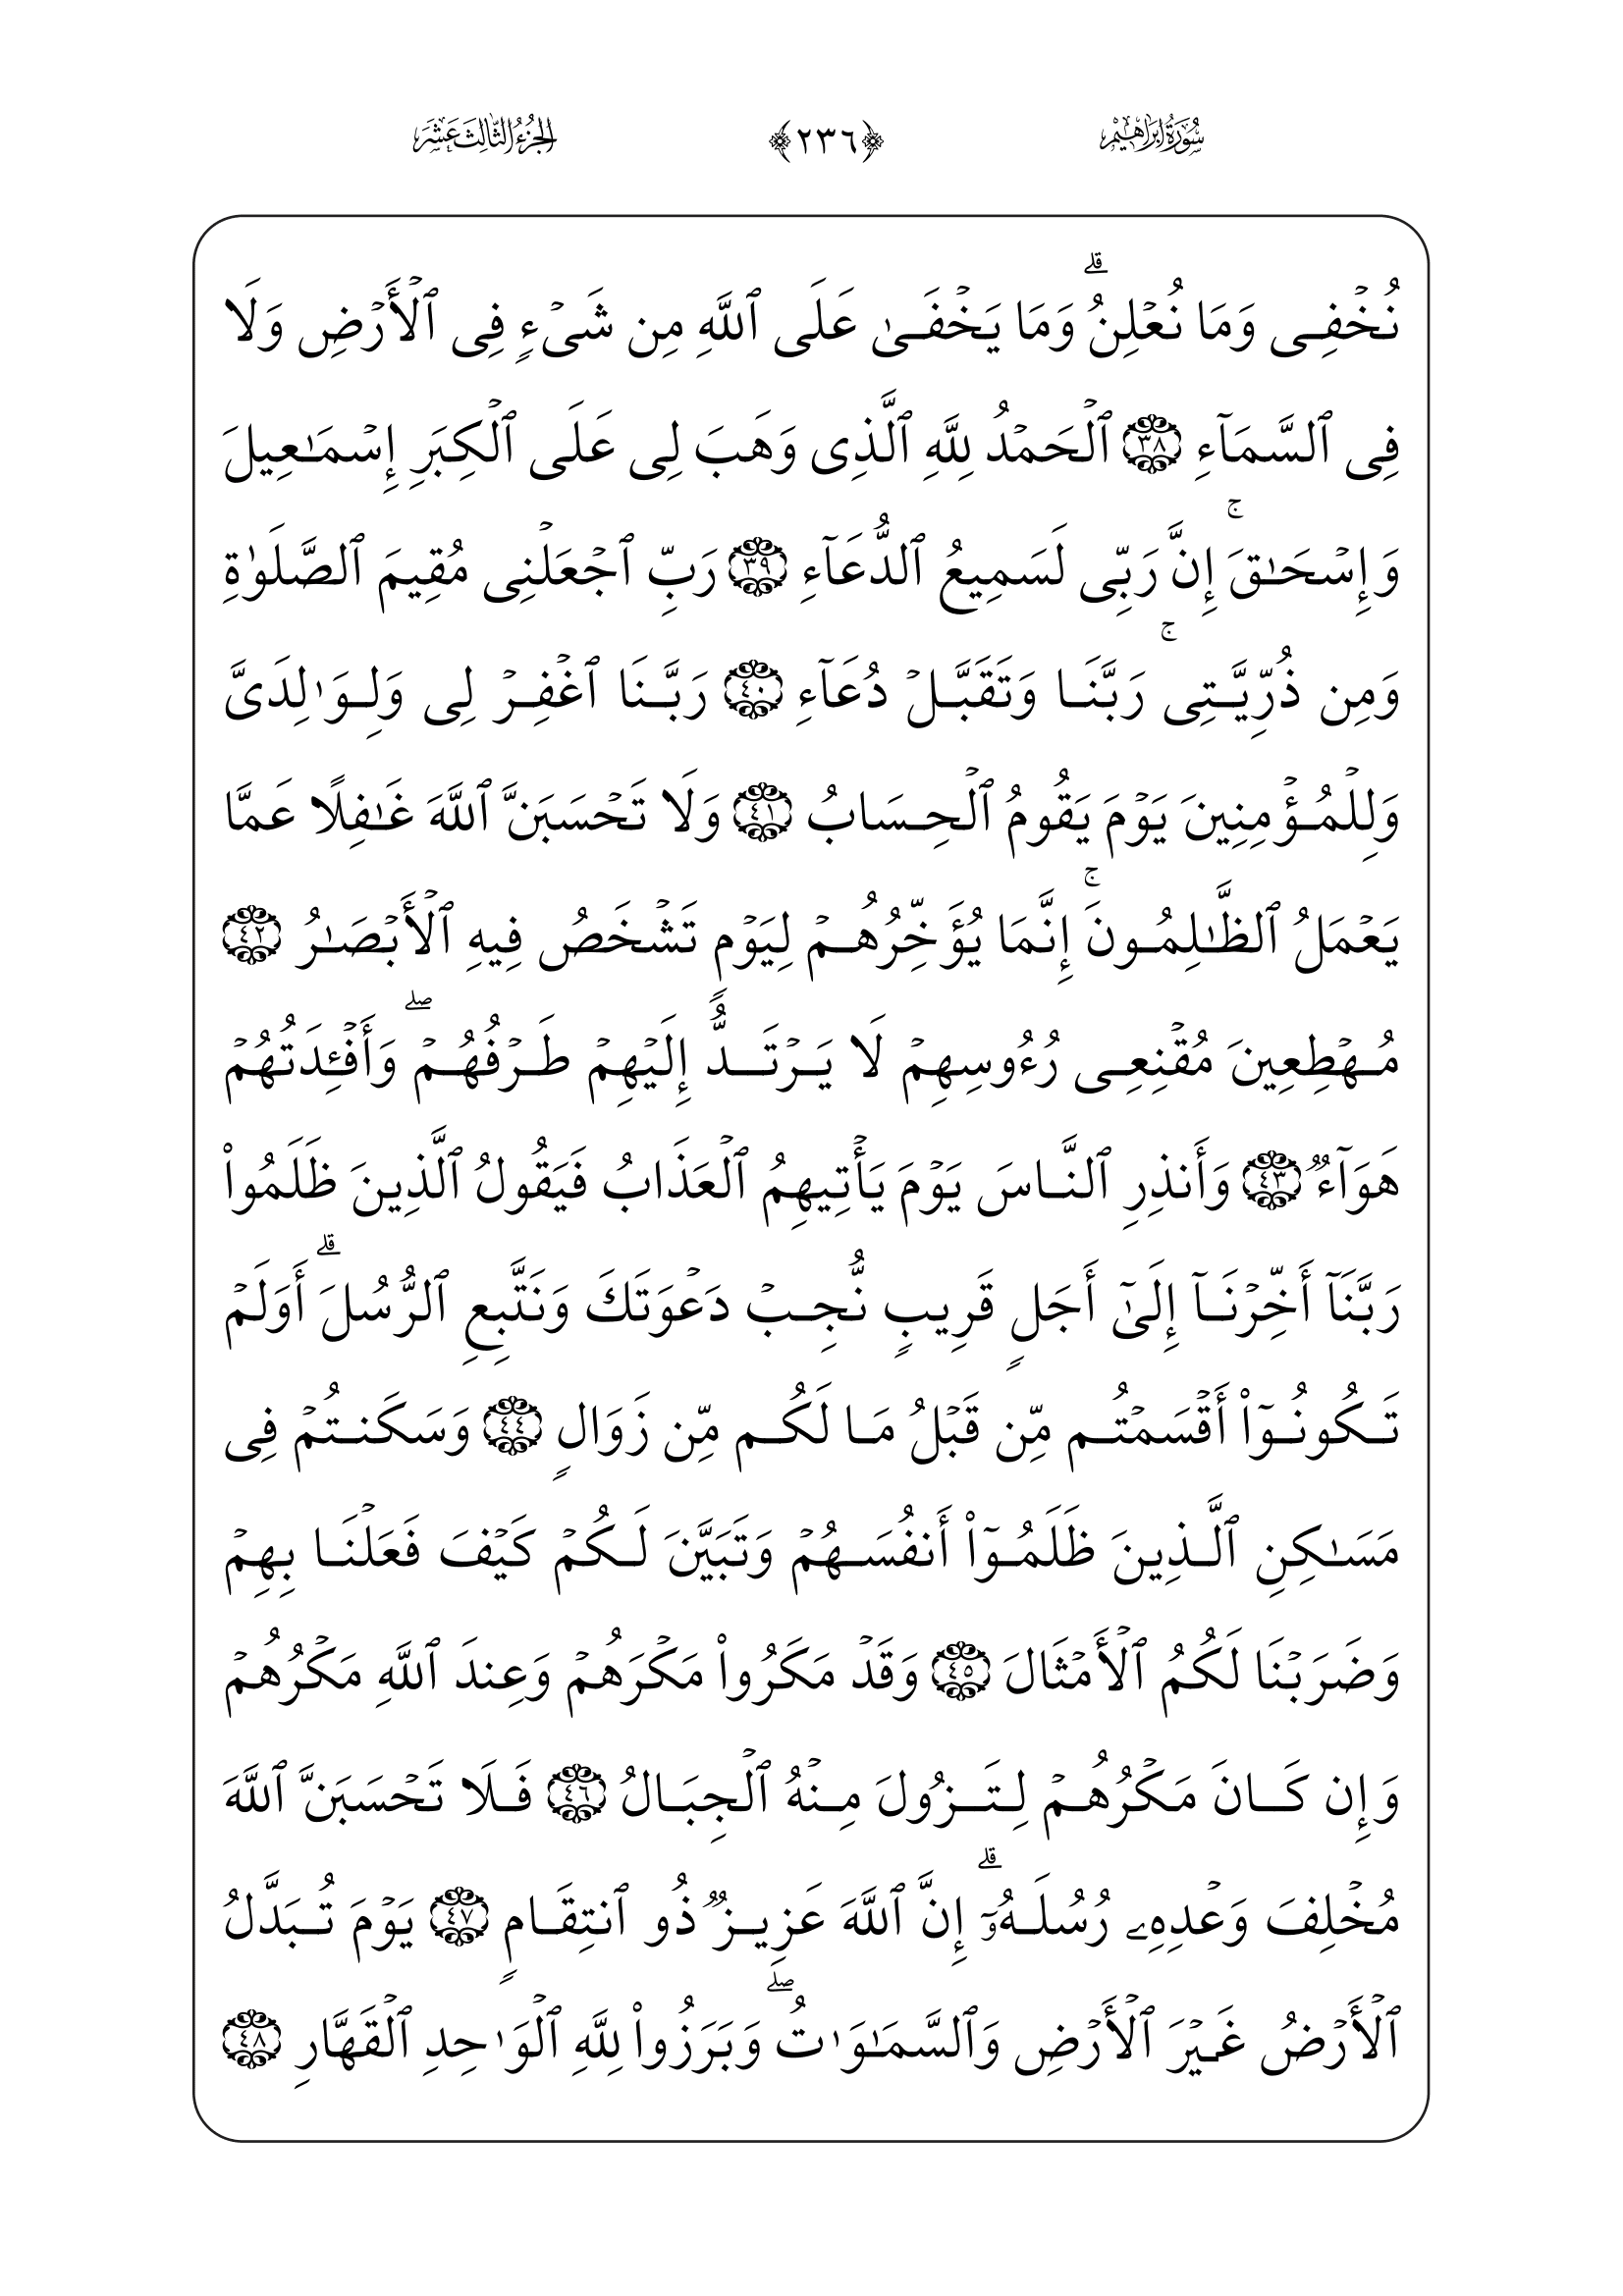 سُورَةُ إِبۡرَاهِيم ﴿٢٣٦﴾ الجُزءُ الثَّالِثَ عَشَرَ
نُخۡفِي وَمَا نُعۡلِنُۗ وَمَا يَخۡفَىٰ عَلَى ٱللَّهِ مِن شَيۡءٖ فِي ٱلۡأَرۡضِ وَلَا
فِي ٱلسَّمَآءِ ٣٨ ٱلۡحَمۡدُ لِلَّهِ ٱلَّذِي وَهَبَ لِي عَلَى ٱلۡكِبَرِ إِسۡمَٰعِيلَ
وَإِسۡحَٰقَۚ إِنَّ رَبِّي لَسَمِيعُ ٱلدُّعَآءِ ٣٩ رَبِّ ٱجۡعَلۡنِي مُقِيمَ ٱلصَّلَوٰةِ
وَمِن ذُرِّيَّتِيۚ رَبَّنَا وَتَقَبَّلۡ دُعَآءِ ٤٠ رَبَّنَا ٱغۡفِرۡ لِي وَلِوَٰلِدَيَّ
وَلِلۡمُؤۡمِنِينَ يَوۡمَ يَقُومُ ٱلۡحِسَابُ ٤١ وَلَا تَحۡسَبَنَّ ٱللَّهَ غَٰفِلًا عَمَّا
يَعۡمَلُ ٱلظَّٰلِمُونَۚ إِنَّمَا يُؤَخِّرُهُمۡ لِيَوۡمٖ تَشۡخَصُ فِيهِ ٱلۡأَبۡصَٰرُ ٤٢
مُهۡطِعِينَ مُقۡنِعِي رُءُوسِهِمۡ لَا يَرۡتَدُّ إِلَيۡهِمۡ طَرۡفُهُمۡۖ وَأَفۡـِٔدَتُهُمۡ
هَوَآءٞ ٤٣ وَأَنذِرِ ٱلنَّاسَ يَوۡمَ يَأۡتِيهِمُ ٱلۡعَذَابُ فَيَقُولُ ٱلَّذِينَ ظَلَمُواْ
رَبَّنَآ أَخِّرۡنَآ إِلَىٰٓ أَجَلٖ قَرِيبٖ نُّجِبۡ دَعۡوَتَكَ وَنَتَّبِعِ ٱلرُّسُلَۗ أَوَلَمۡ
تَكُونُوٓاْ أَقۡسَمۡتُم مِّن قَبۡلُ مَا لَكُم مِّن زَوَالٖ ٤٤ وَسَكَنتُمۡ فِي
مَسَٰكِنِ ٱلَّذِينَ ظَلَمُوٓاْ أَنفُسَهُمۡ وَتَبَيَّنَ لَكُمۡ كَيۡفَ فَعَلۡنَا بِهِمۡ
وَضَرَبۡنَا لَكُمُ ٱلۡأَمۡثَالَ ٤٥ وَقَدۡ مَكَرُواْ مَكۡرَهُمۡ وَعِندَ ٱللَّهِ مَكۡرُهُمۡ
وَإِن كَانَ مَكۡرُهُمۡ لِتَزُولَ مِنۡهُ ٱلۡجِبَالُ ٤٦ فَلَا تَحۡسَبَنَّ ٱللَّهَ
مُخۡلِفَ وَعۡدِهِۦ رُسُلَهُۥٓۗ إِنَّ ٱللَّهَ عَزِيزٞ ذُو ٱنتِقَامٖ ٤٧ يَوۡمَ تُبَدَّلُ
ٱلۡأَرۡضُ غَيۡرَ ٱلۡأَرۡضِ وَٱلسَّمَٰوَٰتُۖ وَبَرَزُواْ لِلَّهِ ٱلۡوَٰحِدِ ٱلۡقَهَّارِ ٤٨